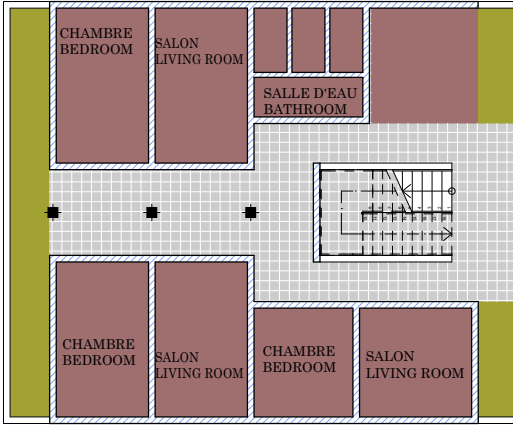 CHAMBRE
BEDROOM
SALON
LIVING ROOM
SALLE D'EAU
BATHROOM
CHAMBRE
BEDROOM
SALON
LIVING ROOM
CHAMBRE
BEDROOM
SALON
LIVING ROOM